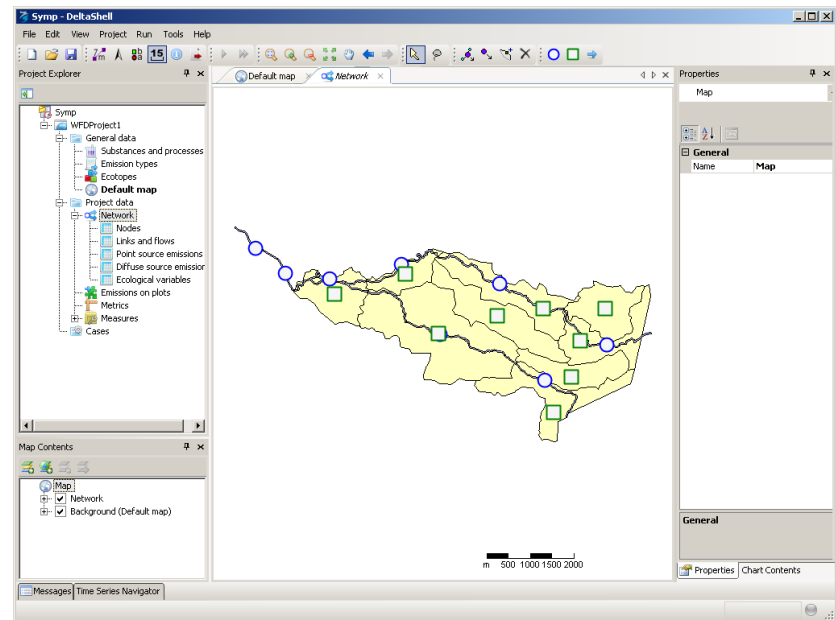 Symp - DeltaShell
File Edit View Project Run Tools Help
15
Project Explorer
Default map
Network
Properties
Symp
WFDProject1
General data
Substances and processes
Emission types
Ecotopes
Default map
Project data
Network
Nodes
Links and flows
Point source emissions
Diffuse source emission
Ecological variables
Emissions on plots
Metrics
Measures
Cases
Map Contents
Map
Network
Background (Default map)
m 500 1000 1500 2000
Map
General
Name Map
General
Properties Chart Contents
Messages Time Series Navigator